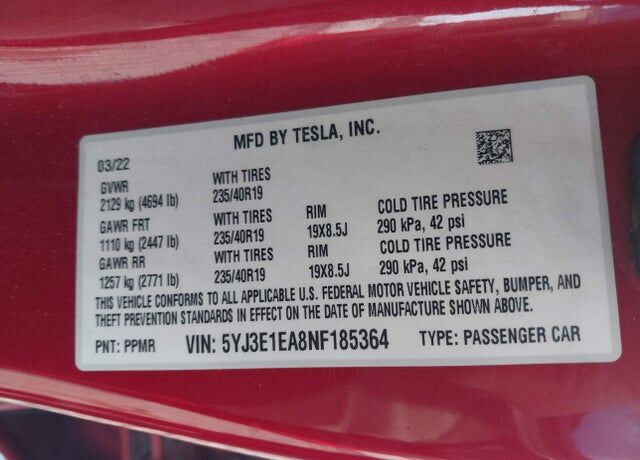 MFD BY TESLA, INC.
03/22
GVWR WITH TIRES
2129 kg (4694 lb) 235/40R19
GAWR FRT WITH TIRES RIM COLD TIRE PRESSURE
1110 kg (2447 lb) 235/40R19 19X8.5J 290 kPa, 42 psi
GAWR RR WITH TIRES RIM COLD TIRE PRESSURE
1257 kg (2771 lb) 235/40R19 19X8.5J 290 kPa, 42 psi
THIS VEHICLE CONFORMS TO ALL APPLICABLE U.S. FEDERAL MOTOR VEHICLE SAFETY, BUMPER, AND
THEFT PREVENTION STANDARDS IN EFFECT ON THE DATE OF MANUFACTURE SHOWN ABOVE.
PNT: PPMR VIN: 5YJ3E1EA8NF185364 TYPE: PASSENGER CAR